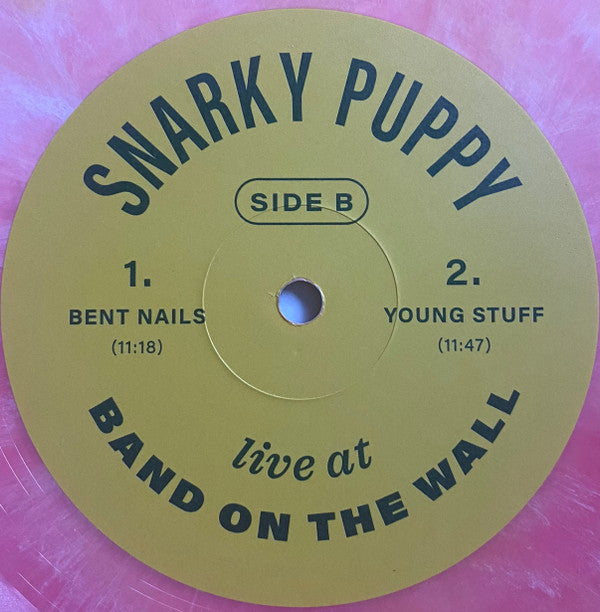 SNARKY PUPPY
SIDE B
1.
BENT NAILS
(11:18)
2.
YOUNG STUFF
(11:47)
live at
BAND ON THE WALL